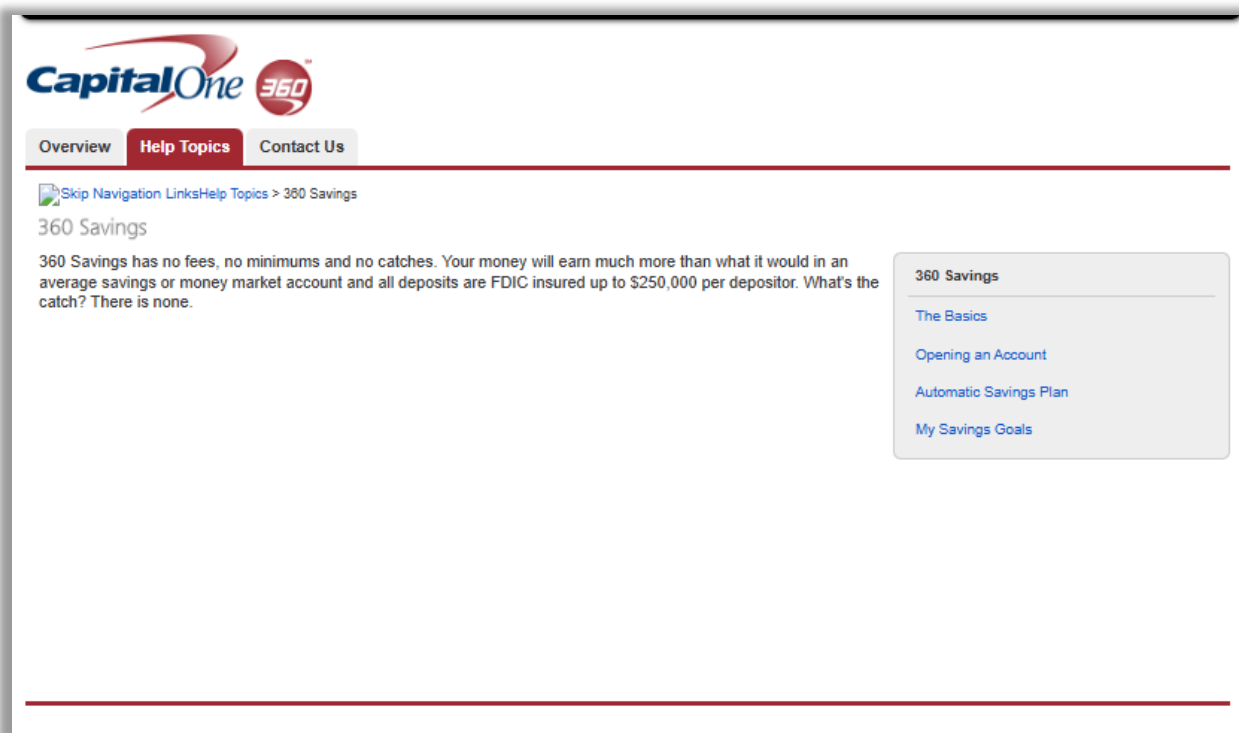 CapitalOne 360™
Overview Help Topics Contact Us
Skip Navigation LinksHelp Topics > 360 Savings
360 Savings
360 Savings has no fees, no minimums and no catches. Your money will earn much more than what it would in an
average savings or money market account and all deposits are FDIC insured up to $250,000 per depositor. What's the
catch? There is none.
360 Savings
The Basics
Opening an Account
Automatic Savings Plan
My Savings Goals